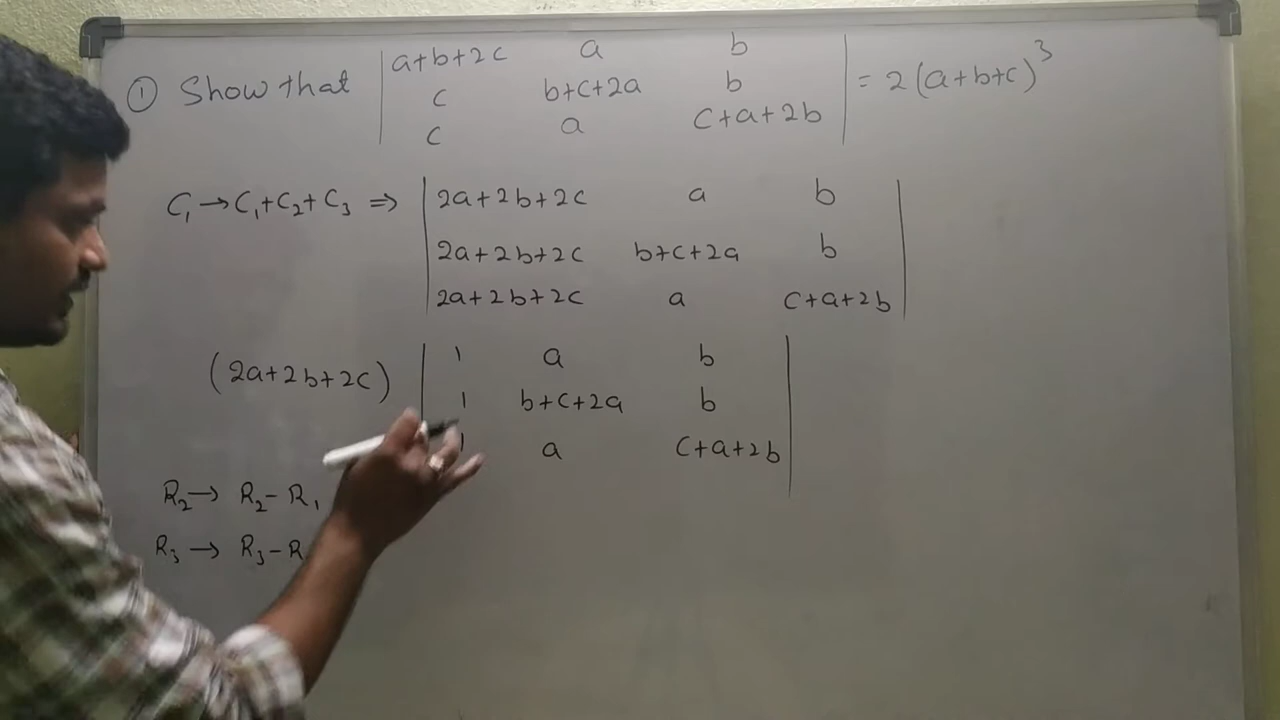 ① Show that | a+b+2c a b | = 2(a+b+c)³
| c b+c+2a b |
| c a c+a+2b |
C₁→C₁+C₂+C₃ ⇒ | 2a+2b+2c a b |
| 2a+2b+2c b+c+2a b |
| 2a+2b+2c a c+a+2b |
(2a+2b+2c) | 1 a b |
| 1 b+c+2a b |
| 1 a c+a+2b |
R₂→ R₂- R₁
R₃ → R₃-R